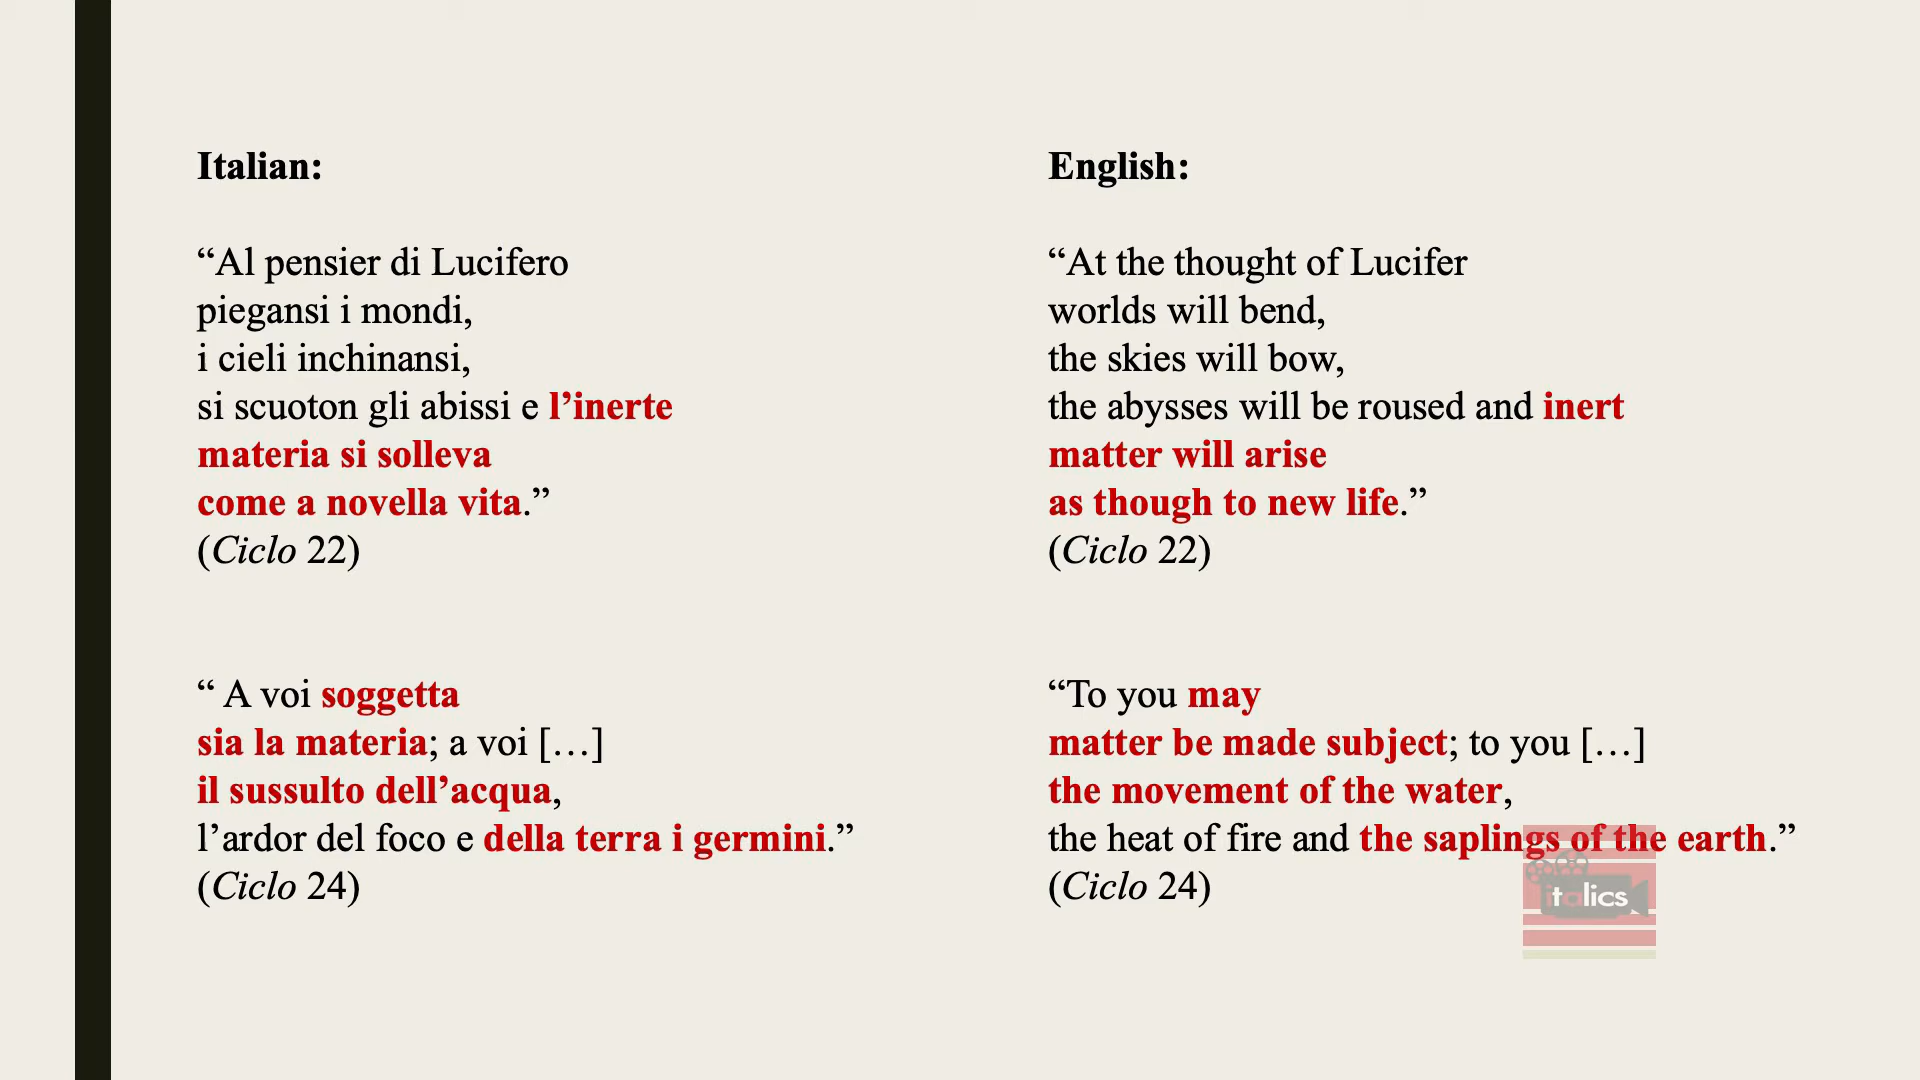 Italian:
“Al pensier di Lucifero
piegansi i mondi,
i cieli inchinansi,
si scuoton gli abissi e l’inerte
materia si solleva
come a novella vita.”
(Ciclo 22)
“ A voi soggetta
sia la materia; a voi […]
il sussulto dell’acqua,
l’ardor del foco e della terra i germini.”
(Ciclo 24)
English:
“At the thought of Lucifer
worlds will bend,
the skies will bow,
the abysses will be roused and inert
matter will arise
as though to new life.”
(Ciclo 22)
“To you may
matter be made subject; to you […]
the movement of the water,
the heat of fire and the saplings of the earth.”
(Ciclo 24)
italics